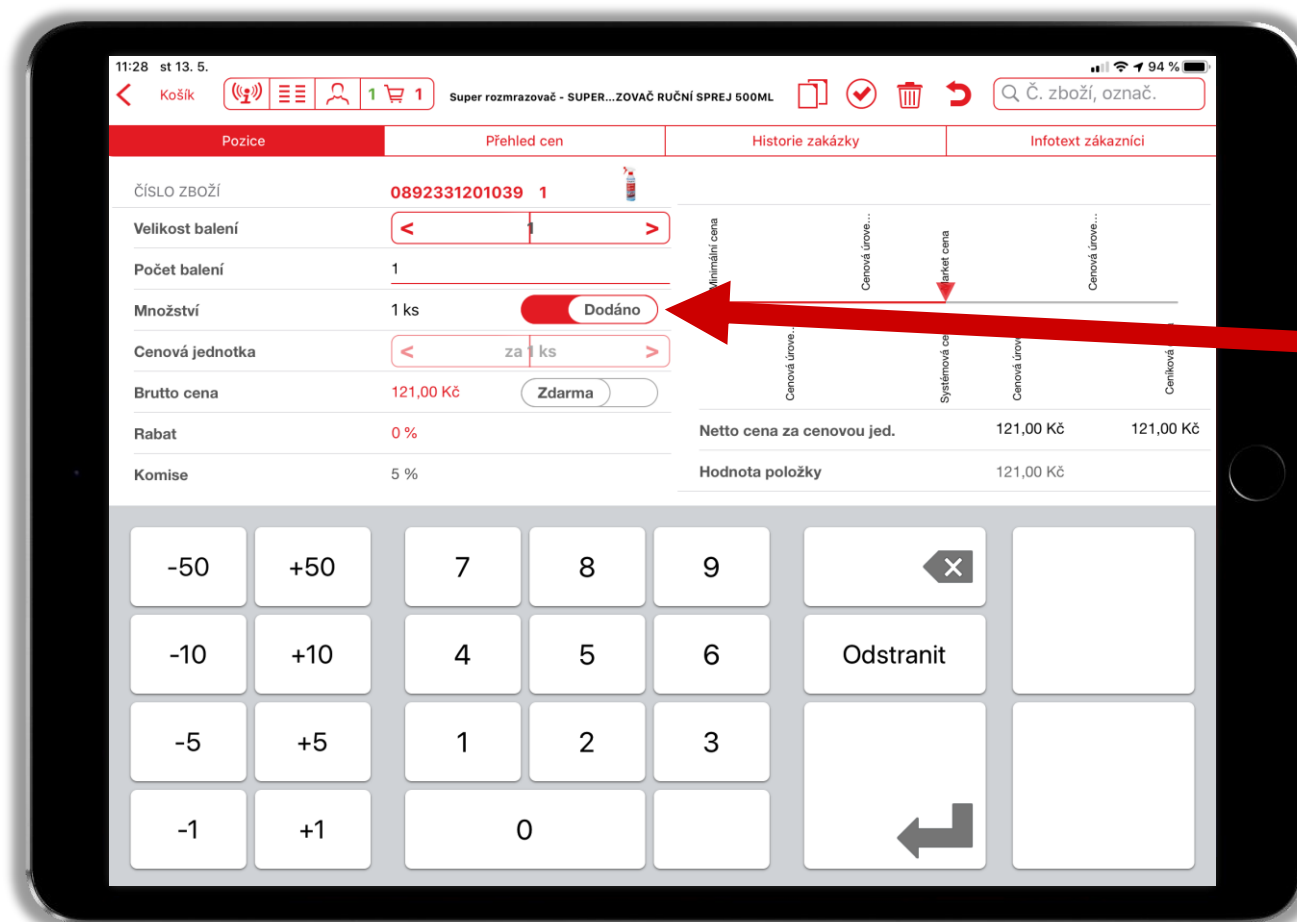 11:28 st 13. 5. 94 %
Košík 1 1 Super rozmrazovač - SUPER...ZOVAČ RUČNÍ SPREJ 500ML Č. zboží, označ.
Pozice Přehled cen Historie zakázky Infotext zákazníci
ČÍSLO ZBOŽÍ 0892331201039 1
Velikost balení < 1 >
Počet balení 1
Množství 1 ks Dodáno
Cenová jednotka < za 1 ks >
Brutto cena 121,00 Kč Zdarma
Rabat 0 %
Komise 5 %
Minimální cena
Cenová úrove...
Market cena
Cenová úrove...
Cenová úrove...
Systémová ce
Cenová úrov
Ceníková
Netto cena za cenovou jed. 121,00 Kč 121,00 Kč
Hodnota položky 121,00 Kč
-50 +50 7 8 9
-10 +10 4 5 6 Odstranit
-5 +5 1 2 3
-1 +1 0